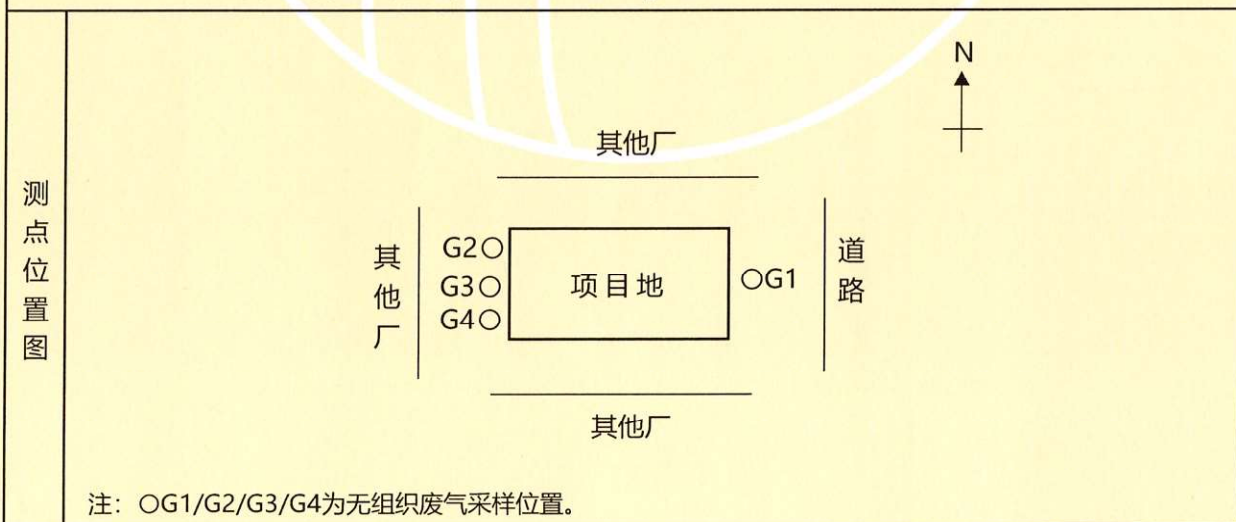 N
其他厂
测点位置图
其他厂
G2○
G3○
G4○
项目地
○G1
道路
其他厂
注：○G1/G2/G3/G4为无组织废气采样位置。